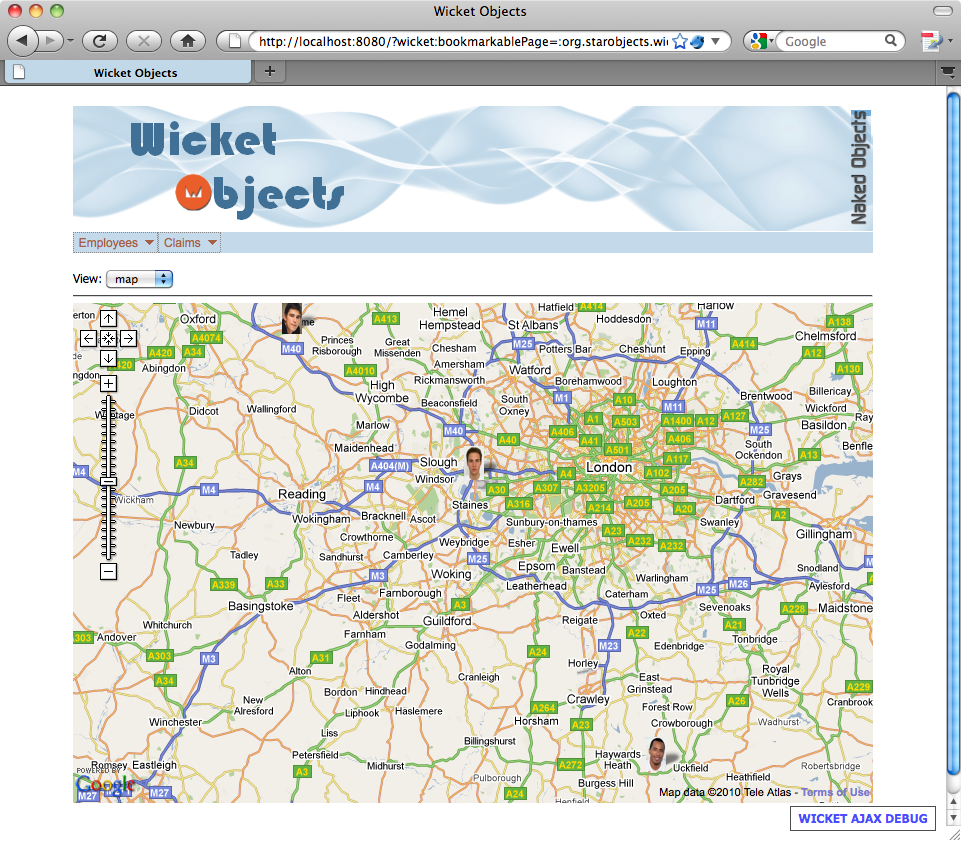 Wicket Objects
http://localhost:8080/?wicket:bookmarkablePage=:org.starobjects.wi
Google
Wicket Objects
Wicket
Objects
Naked Objects
Employees Claims
View: map
erton Oxford me A413 Hemel Hempstead Hatfield A414 Hoddesdon Harlow
A4074 M40 Princes Risborough Great Missenden St Albans M25 M11 A138 Chelmsford
A420 A34 Chesham Potters Bar Cheshunt Epping A414 A12
A420 Abingdon A4010 Amersham Watford A130
High Wycombe Rickmansworth Borehamwood Loughton Brentwood Billericay
Didcot Wallingford Beaconsfield South Oxney M1 A10 M11 A127 Wickford Ray
Marlow M40 A406 A1 A503 A1400 A12 M25 Basildon
Maidenhead A40 A41 A501 A406 South Ockendon A13 Benfle
A34 A404(M) Slough London A117
M4 M4 M4 Windsor A4 A102 A282 Grays
Wickham Reading A30 A307 A3205 A205 Dartford Gravesend
Wokingham Bracknell Ascot Staines A316 A214 A205 A20 A2
Newbury Sunbury-on-thames A23 Swanley Gillingham
Crowthorne Weybridge Esher Ewell A232 A232
Tadley Sandhurst Camberley M25 Epsom Banstead Warlingham Snodland M
A339 A33 M3 Woking Leatherhead Caterham M25 M26 Aylesford
Basingstoke Fleet Farnborough A3 Sevenoaks A228 Maidstone
Whitchurch Aldershot Guildford Reigate Oxted A21
303 Andover Farnham Godalming A22 Edenbridge Tonbridge
A303 M3 A31 A24 M23
A34 Alton Cranleigh Horley Royal Tunbridge Wells A229
New Alresford Bordon Hindhead Crawley East Grinstead A26 Cranbrook
Winchester Liphook Haslemere A264 Horsham A23 Forest Row Crowborough Wadhurst
Liss Billingshurst
Romsey Eastleigh Petersfield Midhurst A272 Haywards Heath Uckfield Robertsbridge
A3 Pulborough Burgess Hill Heathfield
POWERED BY
Google
M27 M27 A24 Henfield
Map data ©2010 Tele Atlas - Terms of Use
WICKET AJAX DEBUG